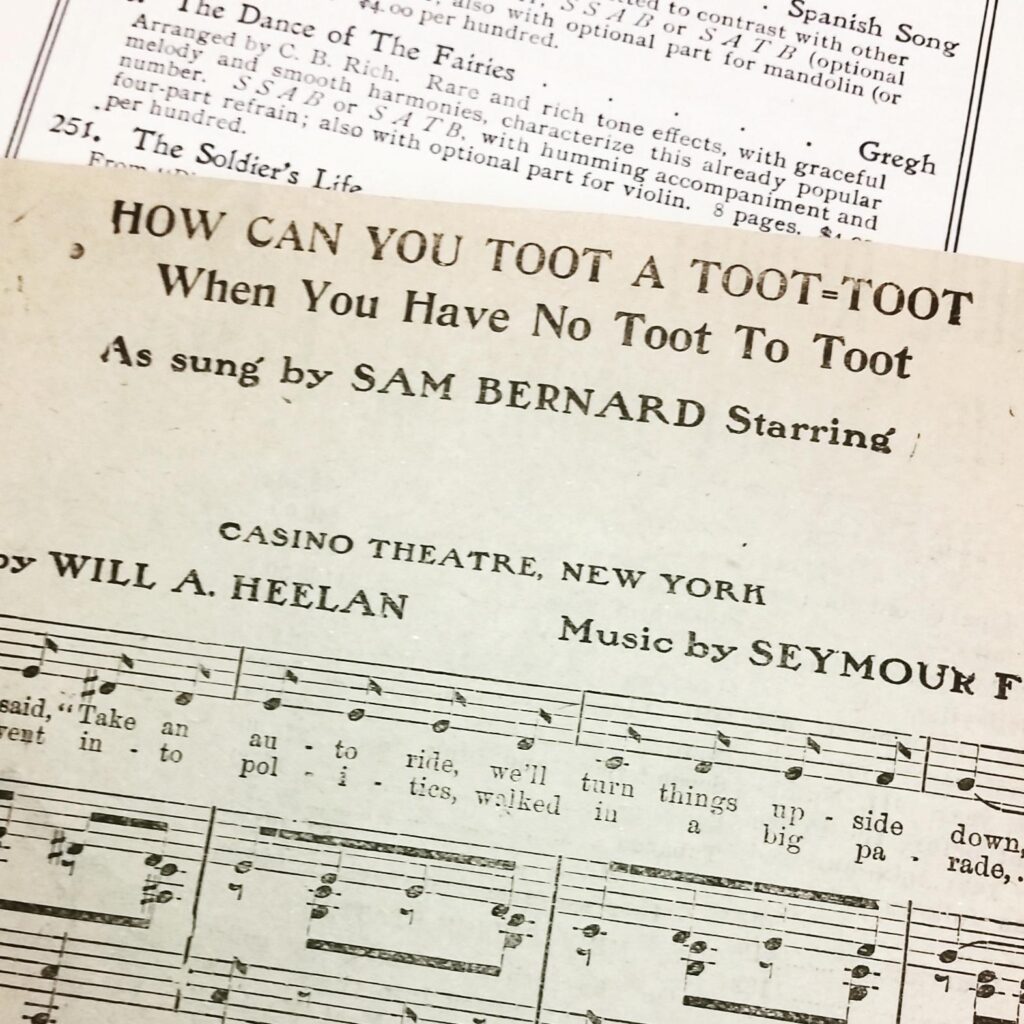 Spanish Song
ted to contrast with other
also with optional SSAB or SATB (optional
$4.00 per hundred. part for mandolin (or
The Dance of The Fairies . . . . . Gregh
Arranged by C. B. Rich. Rare and rich tone effects, with graceful
melody and smooth harmonies, characterize this already popular
number. SSAB or SATB, with humming accompaniment and
four-part refrain; also with optional part for violin. 8 pages.
per hundred.
251. The Soldier's Life
From
HOW CAN YOU TOOT A TOOT=TOOT
When You Have No Toot To Toot
As sung by SAM BERNARD Starring
CASINO THEATRE, NEW YORK
by WILL A. HEELAN
Music by SEYMOUR F
said, “Take an au - to ride, we'll turn things up - side down,
vent in - to pol - i - tics, walked in a big pa - rade,.